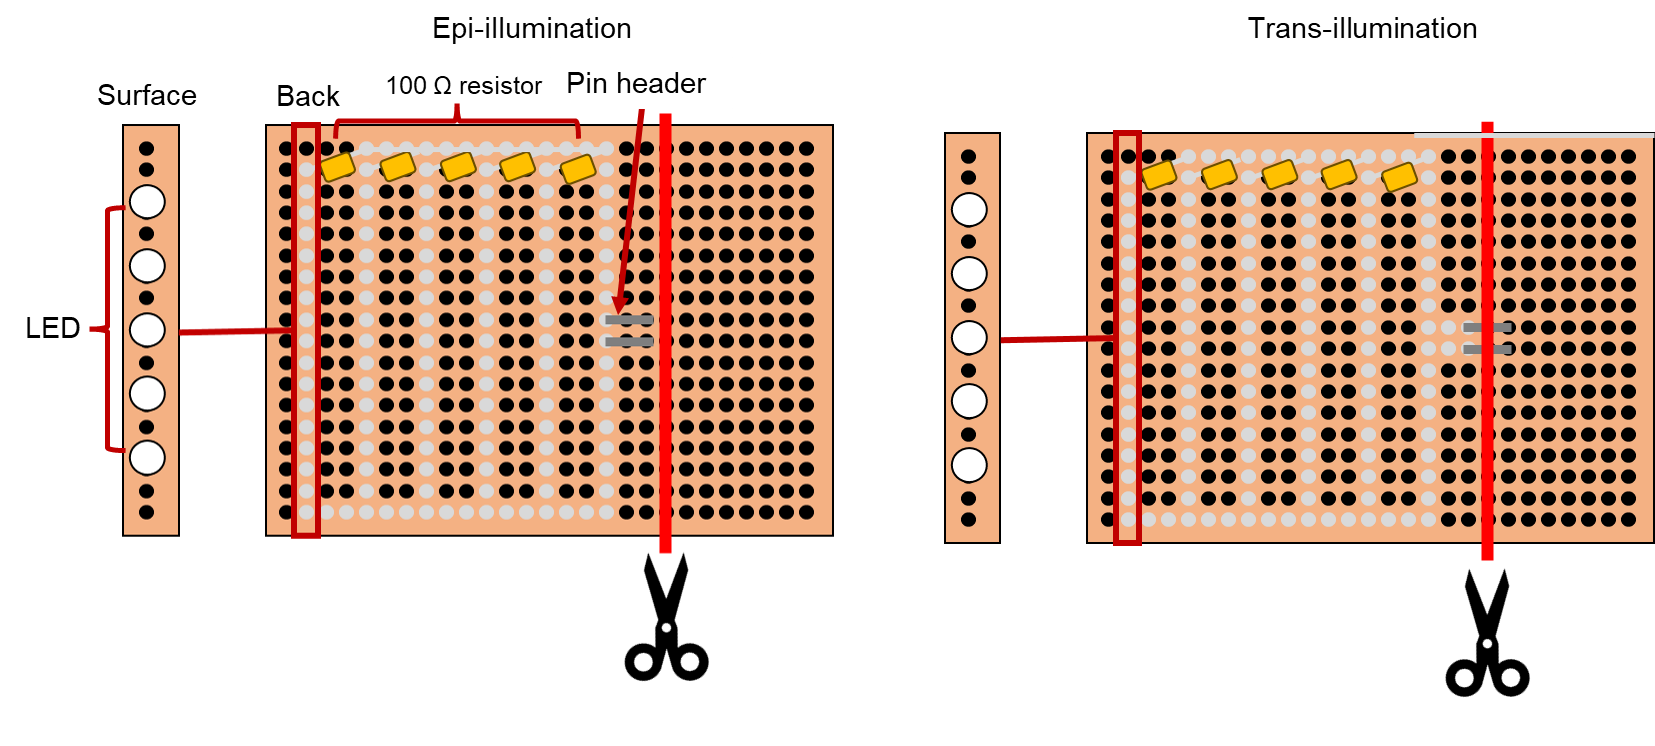 Epi-illumination
Trans-illumination
Surface
Back
100 Ω resistor
Pin header
LED